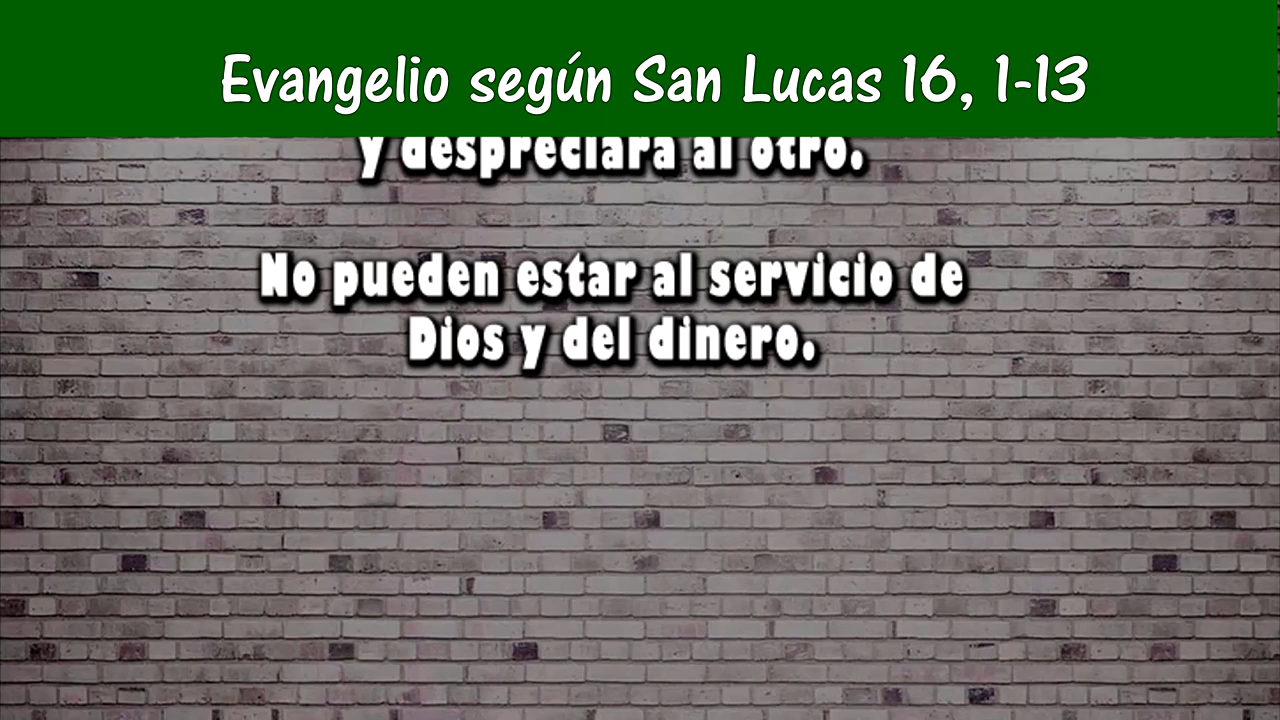 Evangelio según San Lucas 16, 1-13
y despreciará al otro.
No pueden estar al servicio de
Dios y del dinero.